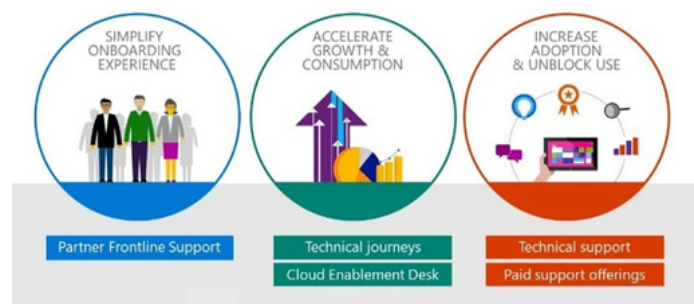 SIMPLIFY
ONBOARDING
EXPERIENCE
ACCELERATE
GROWTH &
CONSUMPTION
INCREASE
ADOPTION
& UNBLOCK USE
Partner Frontline Support
Technical journeys
Cloud Enablement Desk
Technical support
Paid support offerings